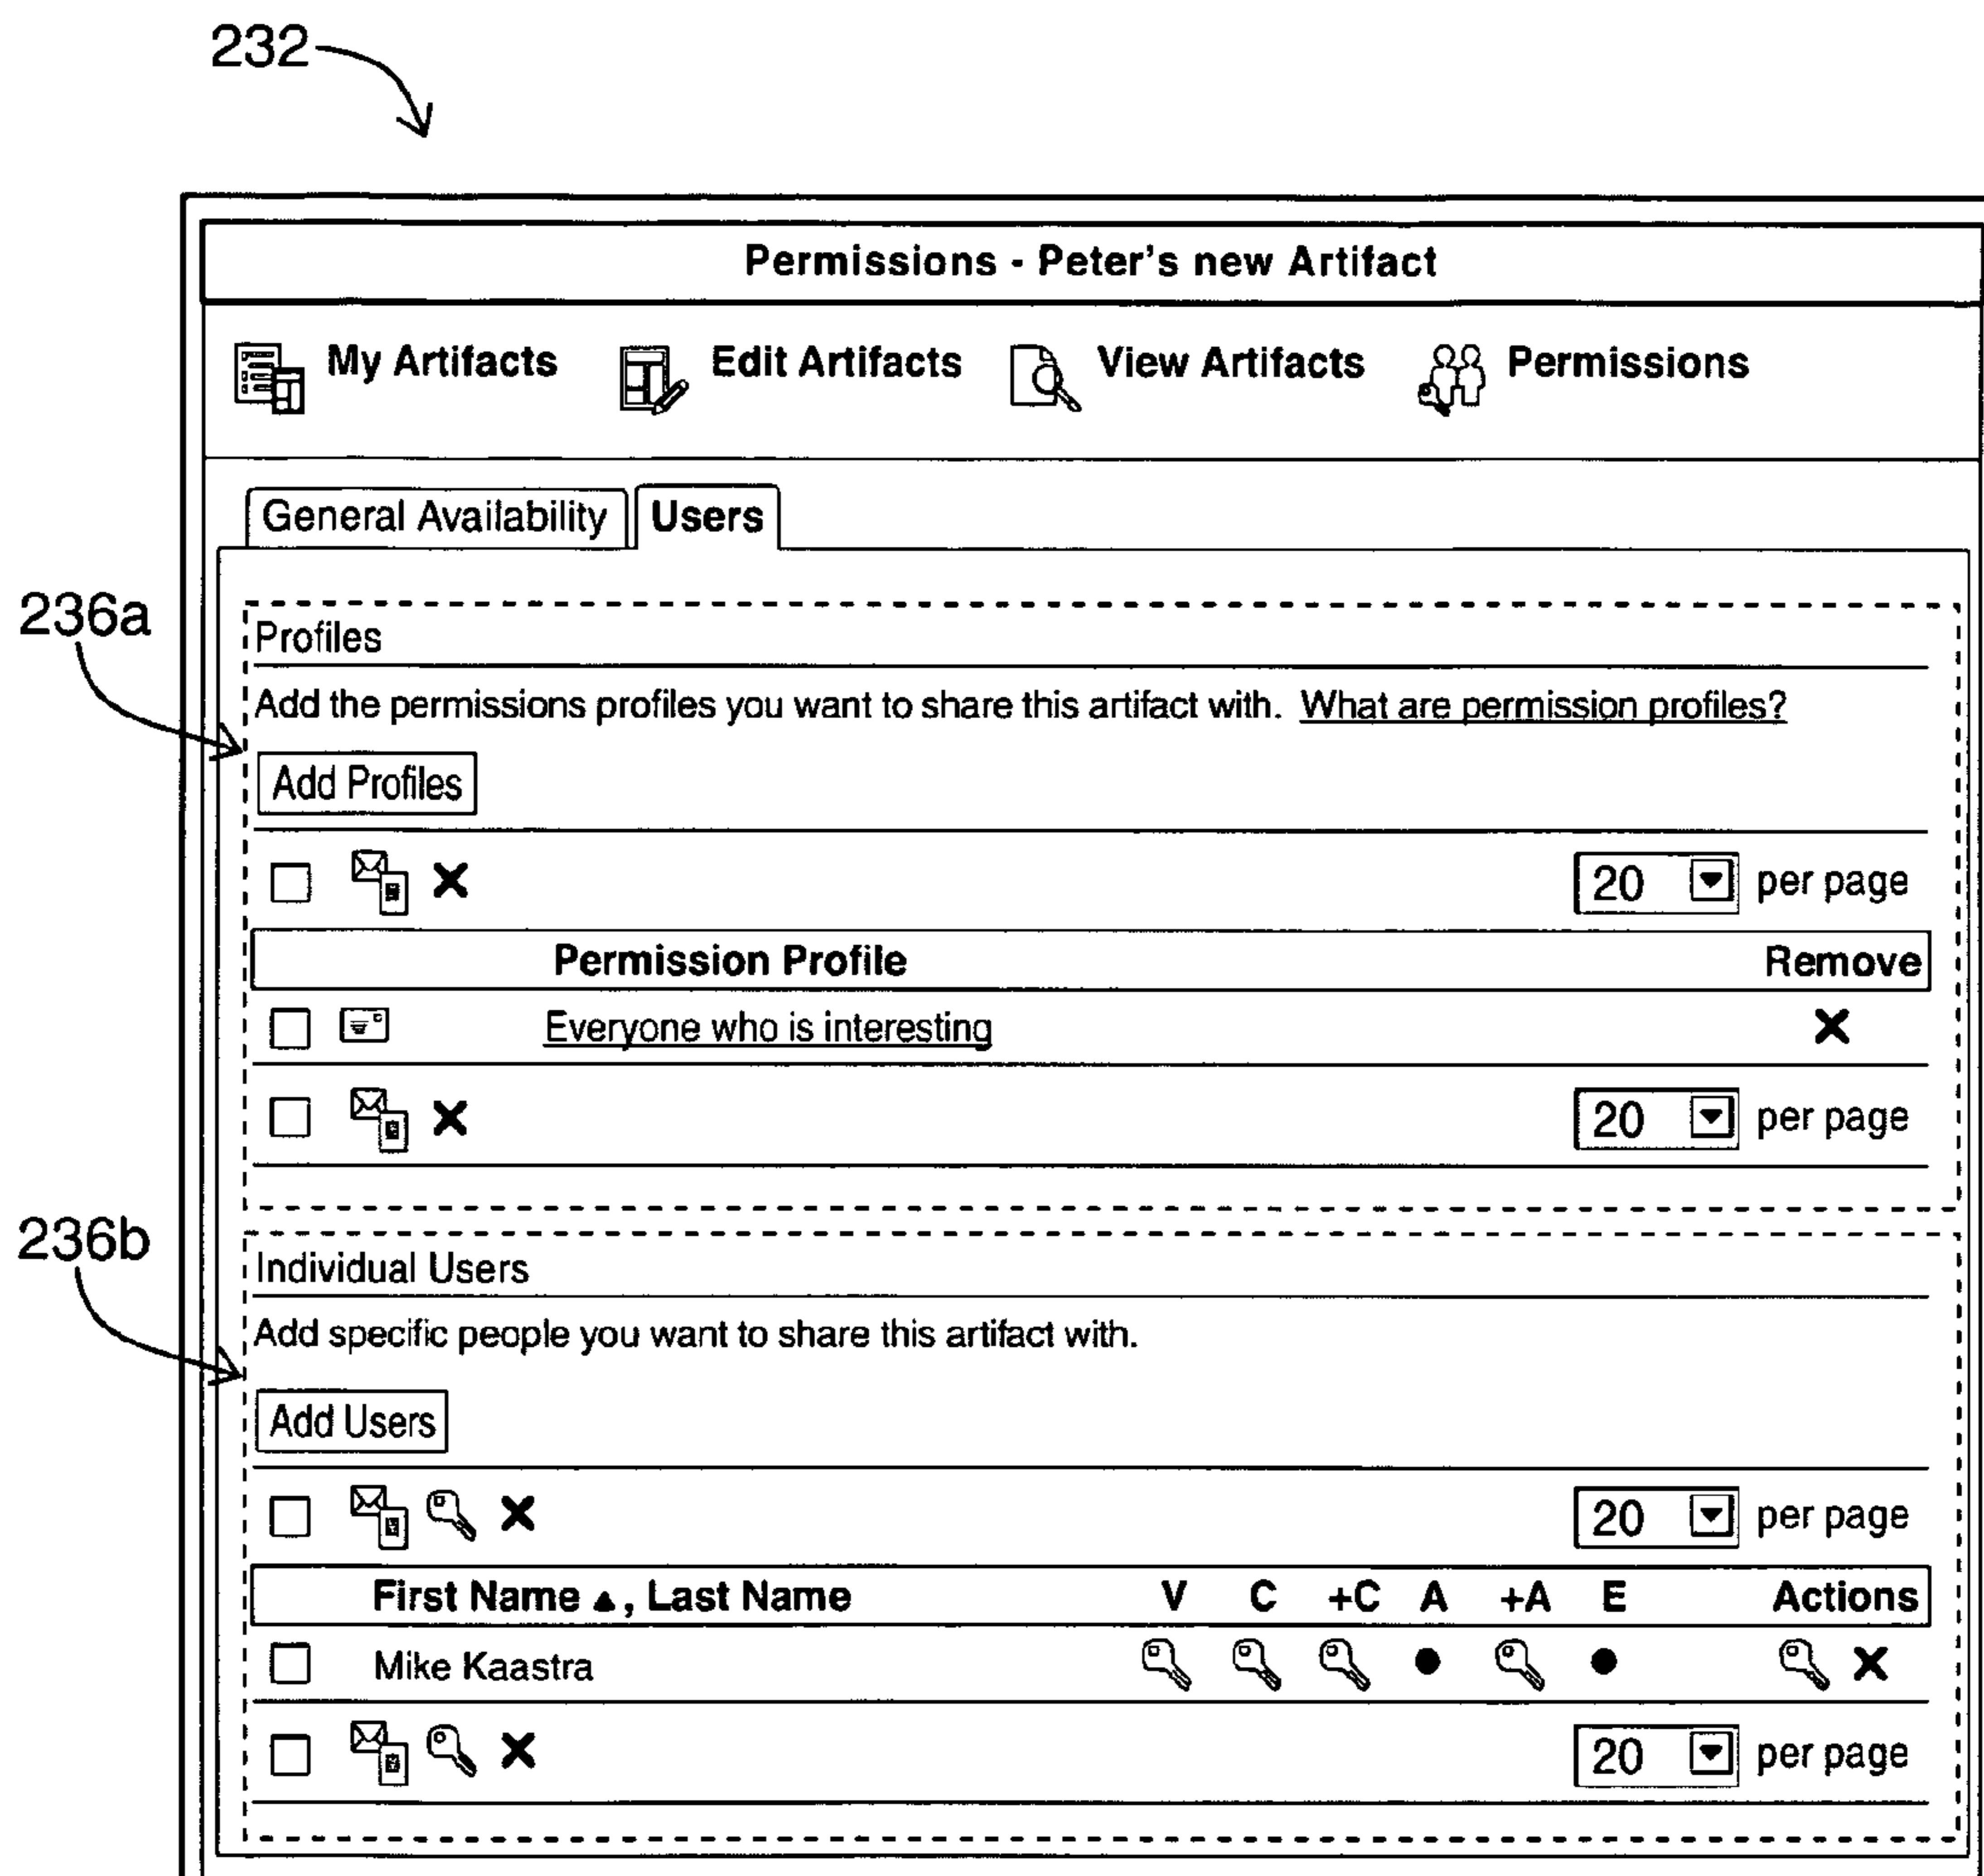 232
Permissions - Peter's new Artifact
My Artifacts Edit Artifacts View Artifacts Permissions
General Availability Users
236a
Profiles
Add the permissions profiles you want to share this artifact with. What are permission profiles?
Add Profiles
20 per page
Permission Profile Remove
Everyone who is interesting
20 per page
236b
Individual Users
Add specific people you want to share this artifact with.
Add Users
20 per page
First Name ▲, Last Name V C +C A +A E Actions
Mike Kaastra
20 per page